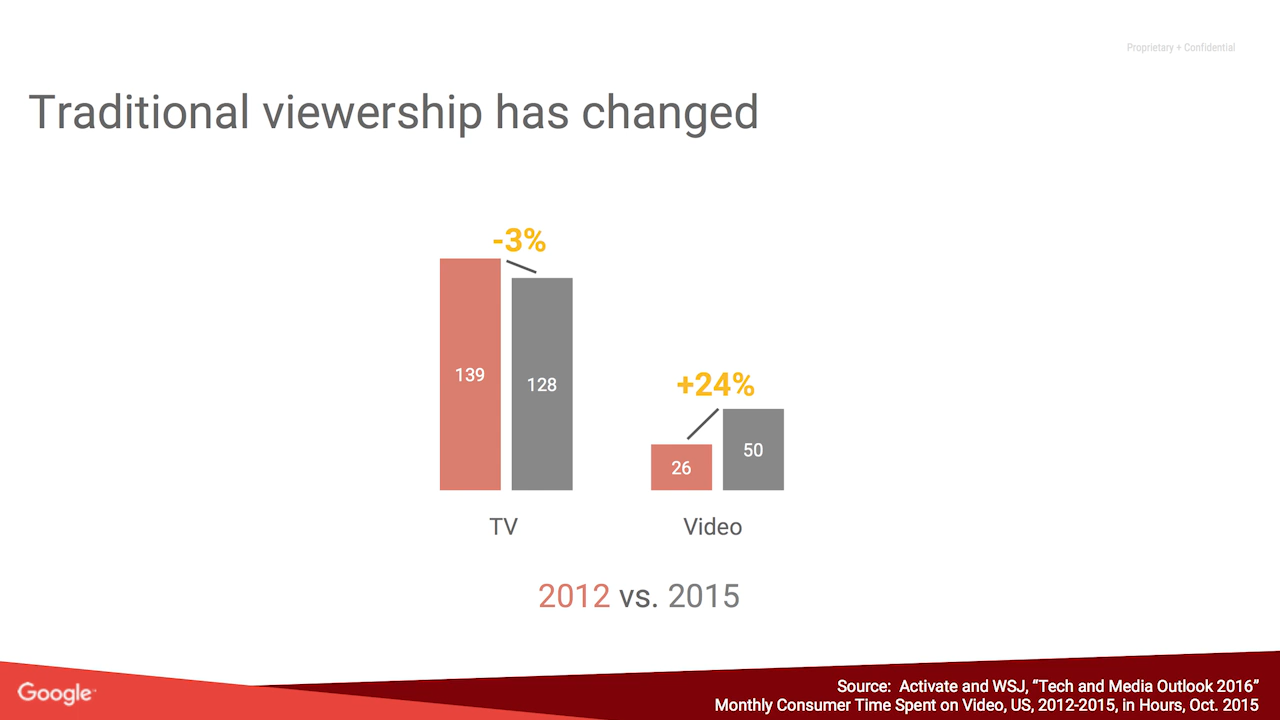 Proprietary + Confidential
Traditional viewership has changed
-3%
139
128
+24%
26
50
TV
Video
2012 vs. 2015
Google
Source: Activate and WSJ, “Tech and Media Outlook 2016”
Monthly Consumer Time Spent on Video, US, 2012-2015, in Hours, Oct. 2015